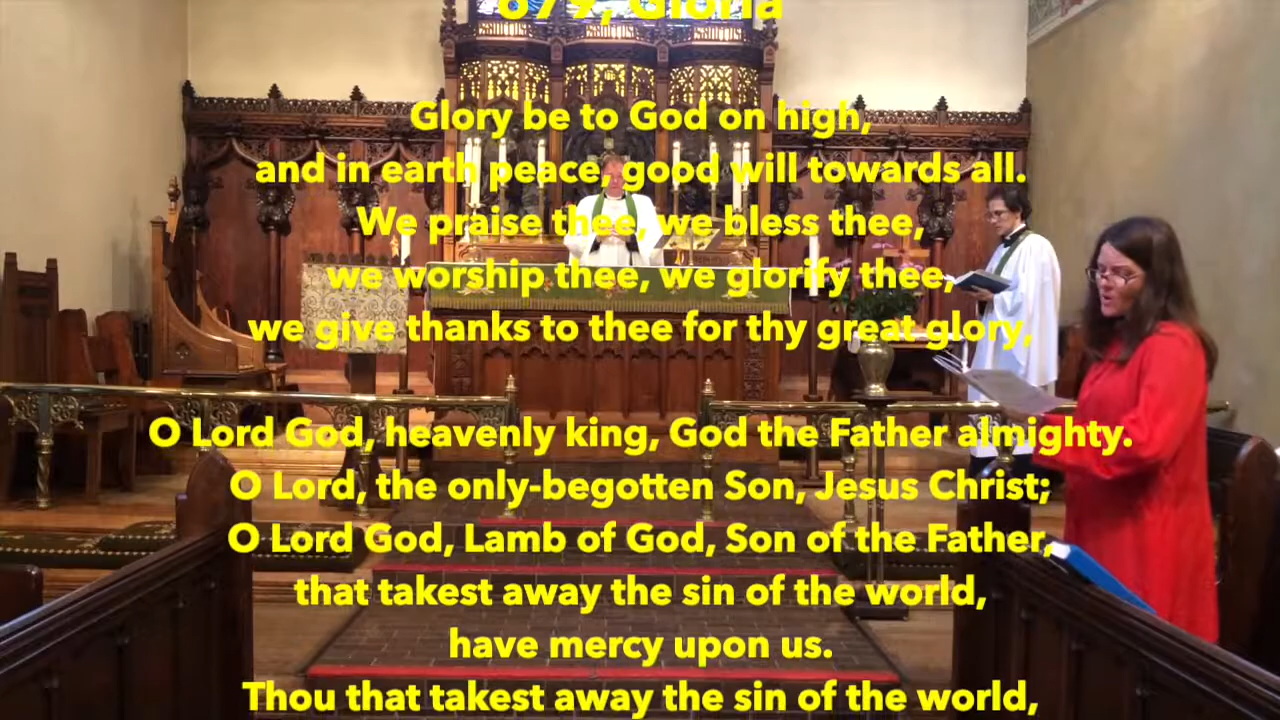 679, Gloria
Glory be to God on high,
and in earth peace, good will towards all.
We praise thee, we bless thee,
we worship thee, we glorify thee,
we give thanks to thee for thy great glory,
O Lord God, heavenly king, God the Father almighty.
O Lord, the only-begotten Son, Jesus Christ;
O Lord God, Lamb of God, Son of the Father,
that takest away the sin of the world,
have mercy upon us.
Thou that takest away the sin of the world,